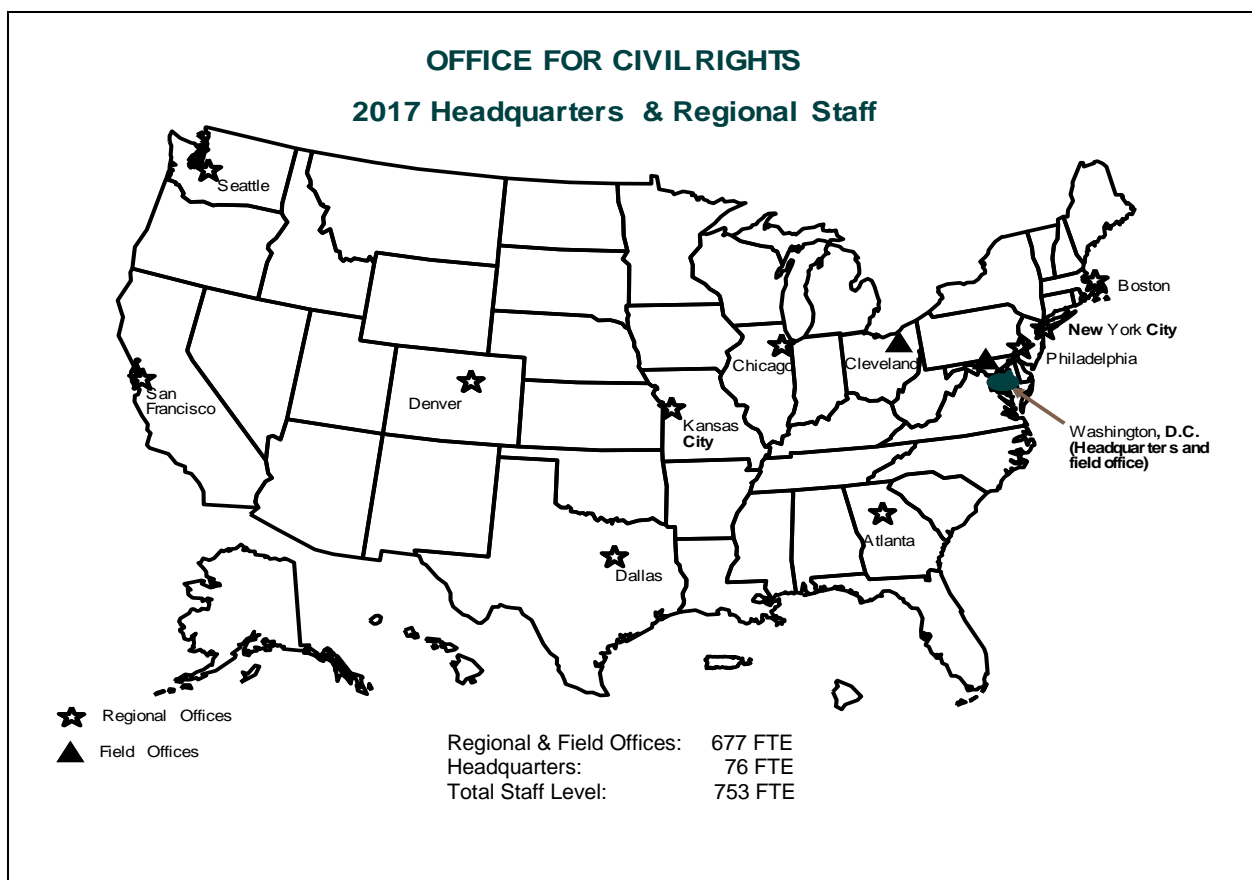 OFFICE FOR CIVIL RIGHTS
2017 Headquarters & Regional Staff
Seattle
Boston
New York City
Philadelphia
Chicago
Cleveland
San
Francisco
Denver
Kansas
City
Washington, D.C.
(Headquarters and
field office)
Atlanta
Dallas
Regional Offices
Field Offices
Regional & Field Offices: 677 FTE
Headquarters: 76 FTE
Total Staff Level: 753 FTE